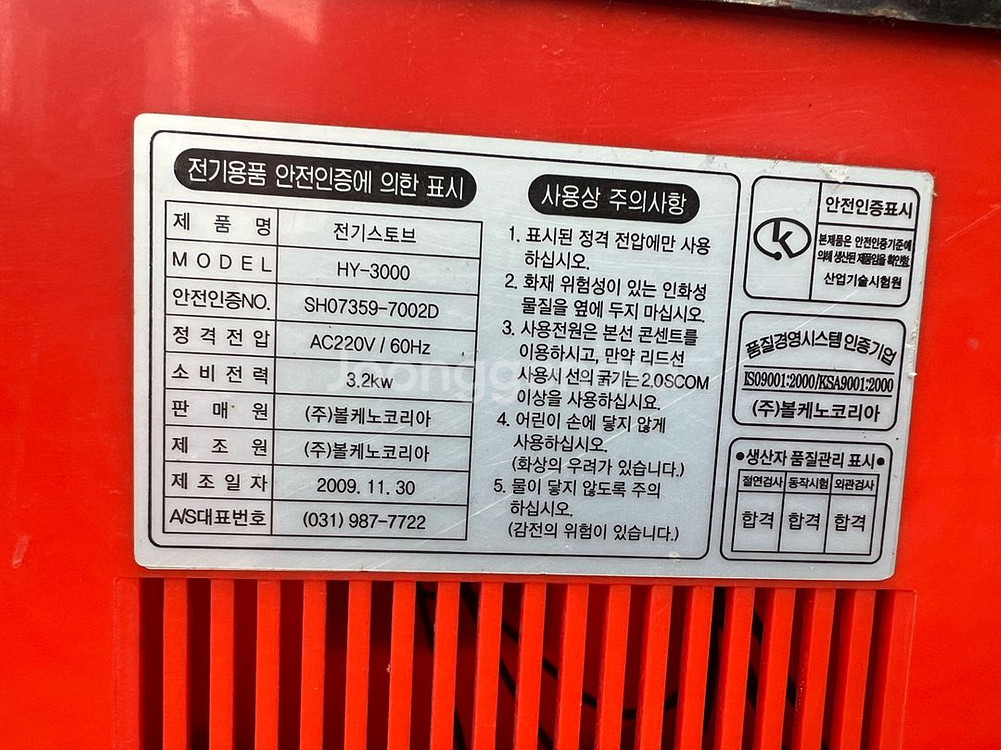 전기용품 안전인증에 의한 표시
제 품 명 전기스토브
MODEL HY-3000
안전인증NO. SH07359-7002D
정격전압 AC220V / 60Hz
소비전력 3.2kw
판 매 원 (주)볼케노코리아
제 조 원 (주)볼케노코리아
제조일자 2009. 11. 30
A/S대표번호 (031) 987-7722
사용상 주의사항
1. 표시된 정격 전압에만 사용
하십시오.
2. 화재 위험성이 있는 인화성
물질을 옆에 두지 마십시오.
3. 사용전원은 본선 콘센트를
이용하시고, 만약 리드선
사용시 선의 굵기는 2.0SCOM
이상을 사용하십시요.
4. 어린이 손에 닿지 않게
사용하십시오.
(화상의 우려가 있습니다.)
5. 물이 닿지 않도록 주의
하십시오.
(감전의 위험이 있습니다.)
안전인증표시
본제품은 안전인증기준에
의해 생산된 제품임을 확인함.
산업기술시험원
품질경영시스템 인증기업
IS09001:2000/KSA9001:2000
(주)볼케노코리아
•생산자 품질관리 표시•
절연검사 동작시험 외관검사
합격 합격 합격